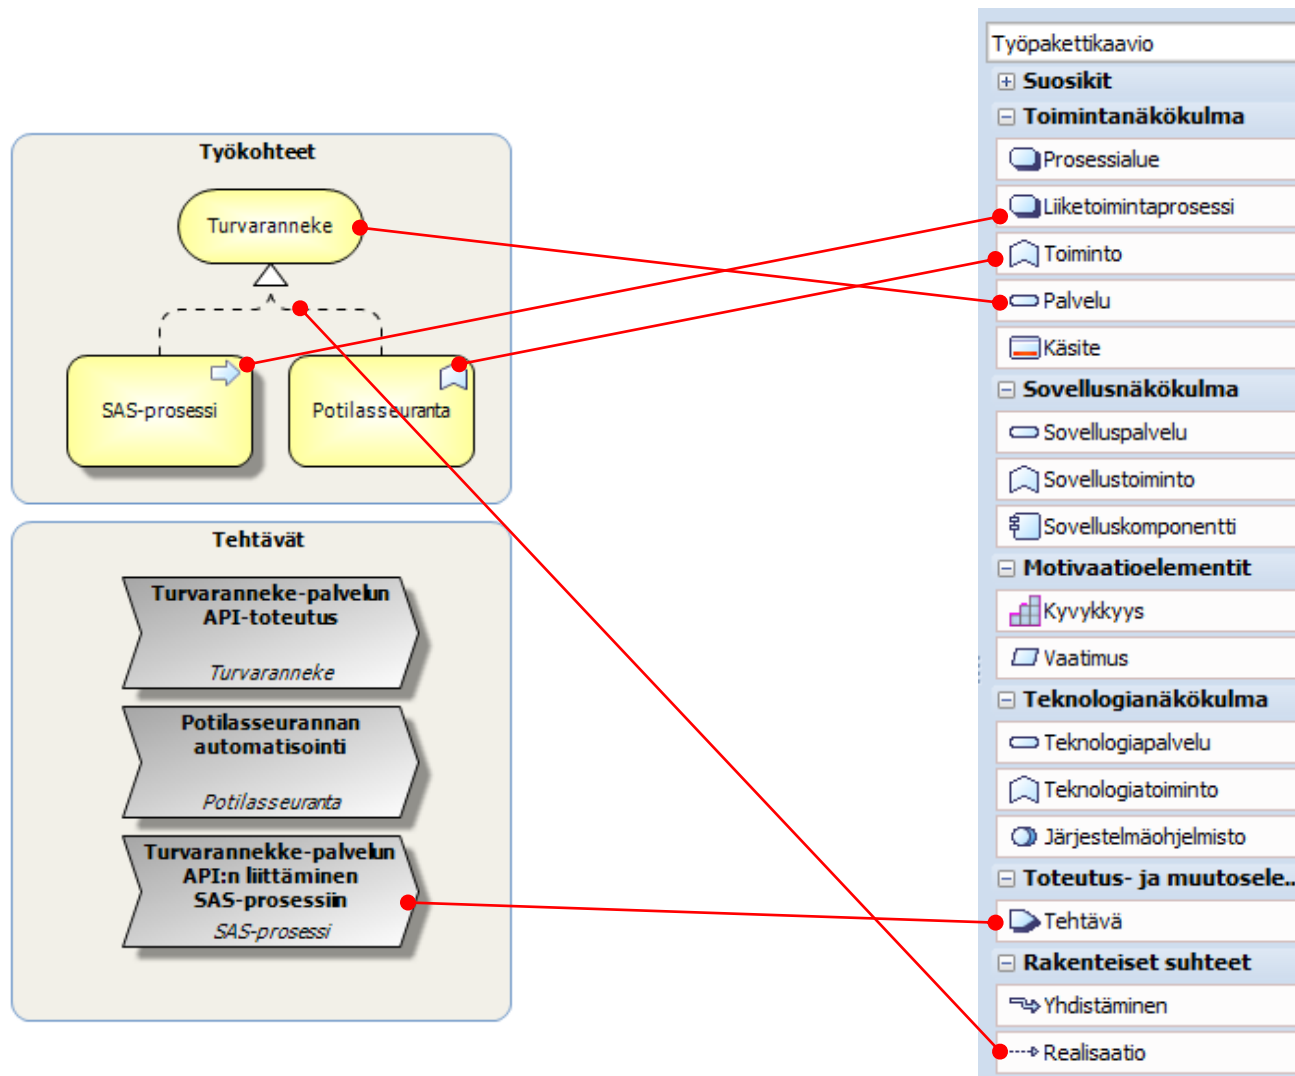 Työkohteet
Turvaranneke
SAS-prosessi
Potilasseuranta
Tehtävät
Turvaranneke-palvelun
API-toteutus
Turvaranneke
Potilasseurannan
automatisointi
Potilasseuranta
Turvarannekke-palvelun
API:n liittäminen
SAS-prosessiin
SAS-prosessi
Työpakettikaavio
Suosikit
Toimintanäkökulma
Prosessialue
Liiketoimintaprosessi
Toiminto
Palvelu
Käsite
Sovellusnäkökulma
Sovelluspalvelu
Sovellustoiminto
Sovelluskomponentti
Motivaatioelementit
Kyvykkyys
Vaatimus
Teknologianäkökulma
Teknologiapalvelu
Teknologiatoiminto
Järjestelmäohjelmisto
Toteutus- ja muutosele...
Tehtävä
Rakenteiset suhteet
Yhdistäminen
Realisaatio